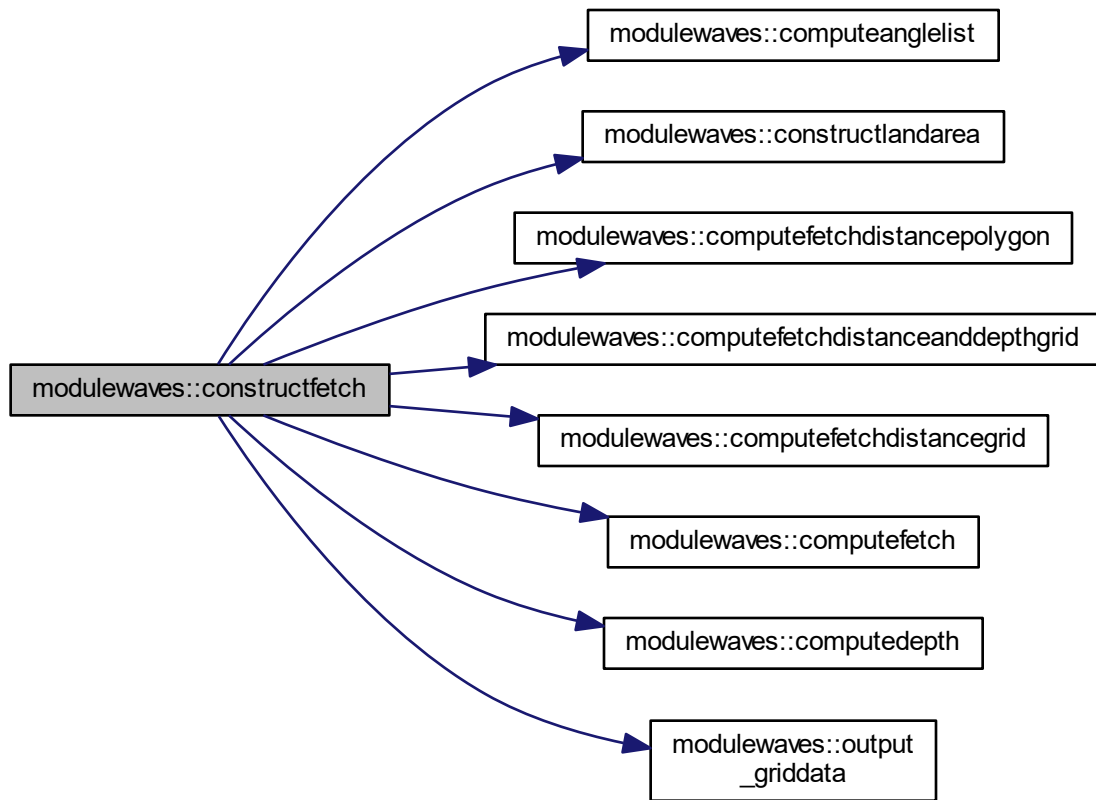 modulewaves::computeanglelist
modulewaves::constructlandarea
modulewaves::computefetchdistancepolygon
modulewaves::computefetchdistanceanddepthgrid
modulewaves::constructfetch
modulewaves::computefetchdistancegrid
modulewaves::computefetch
modulewaves::computedepth
modulewaves::output
_griddata